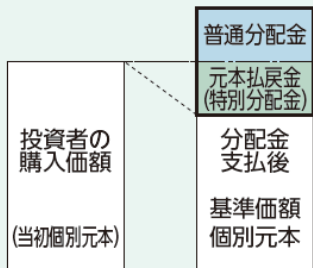 普通分配金
元本払戻金
(特別分配金)
投資者の
購入価額
(当初個別元本)
分配金
支払後
基準価額
個別元本